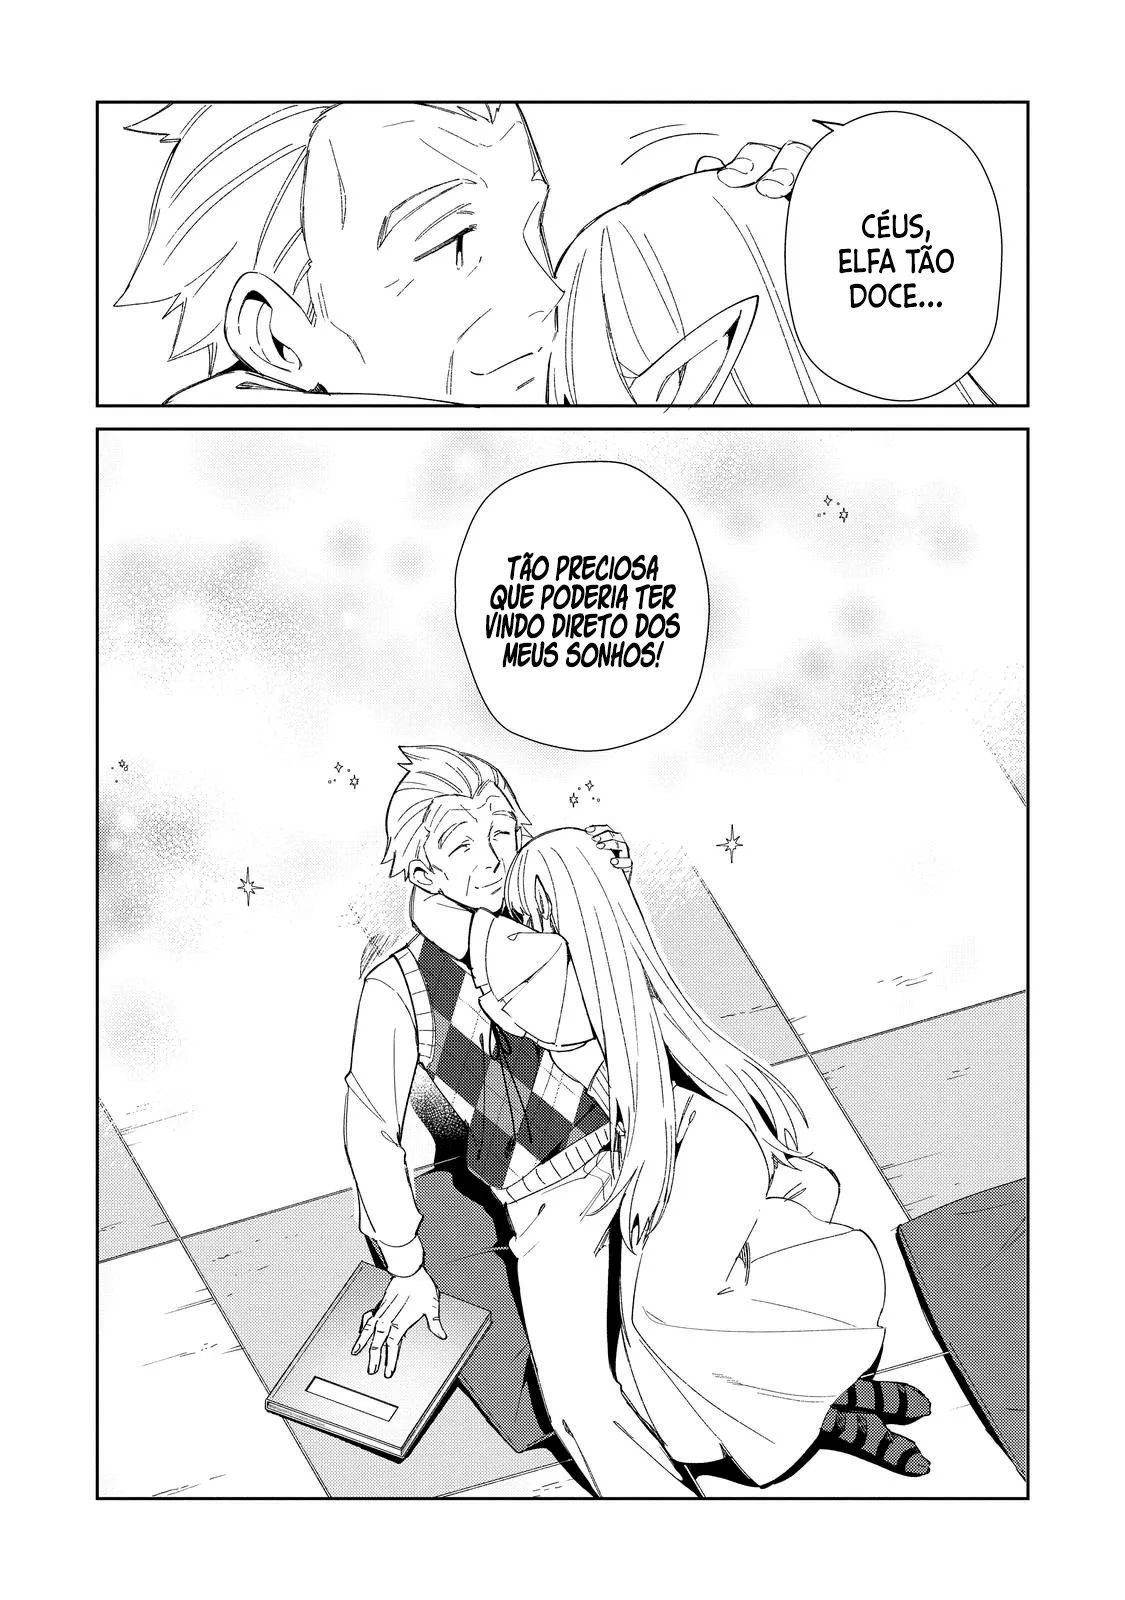 CÉUS,
ELFA TÃO
DOCE...
TÃO PRECIOSA
QUE PODERIA TER
VINDO DIRETO DOS
MEUS SONHOS!